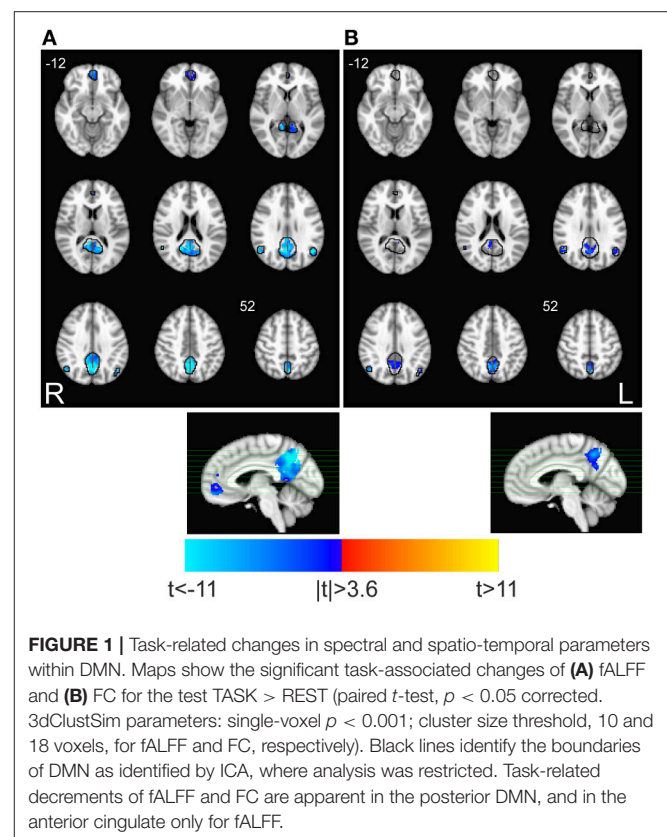 A B
-12 -12
52 52
R L
t<-11 |t|>3.6 t>11
FIGURE 1 | Task-related changes in spectral and spatio-temporal parameters
within DMN. Maps show the significant task-associated changes of (A) fALFF
and (B) FC for the test TASK > REST (paired t-test, p < 0.05 corrected.
3dClustSim parameters: single-voxel p < 0.001; cluster size threshold, 10 and
18 voxels, for fALFF and FC, respectively). Black lines identify the boundaries
of DMN as identified by ICA, where analysis was restricted. Task-related
decrements of fALFF and FC are apparent in the posterior DMN, and in the
anterior cingulate only for fALFF.